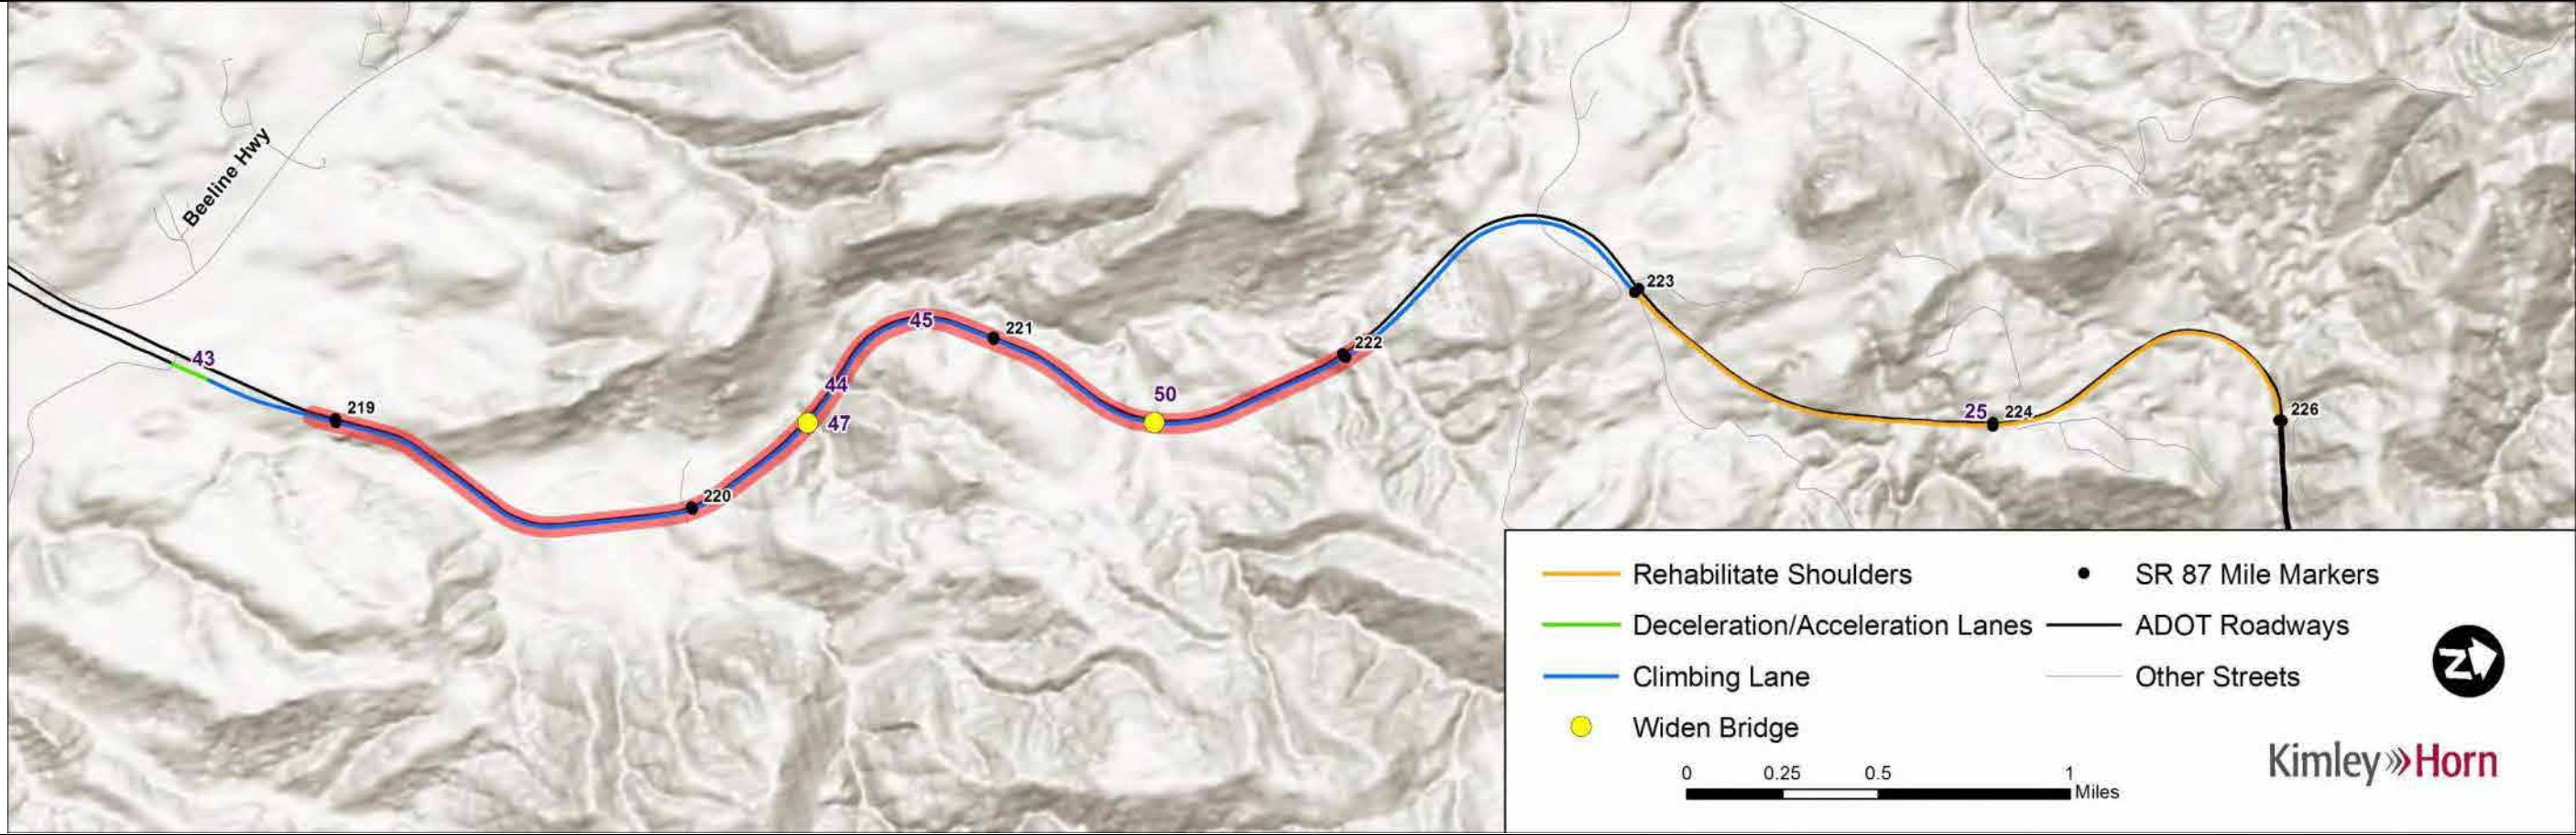 Beeline Hwy
43
219
220
44
47
45
221
50
222
223
25
224
226
Rehabilitate Shoulders
Deceleration/Acceleration Lanes
Climbing Lane
Widen Bridge
SR 87 Mile Markers
ADOT Roadways
Other Streets
Z
0 0.25 0.5 1
Miles
Kimley»Horn